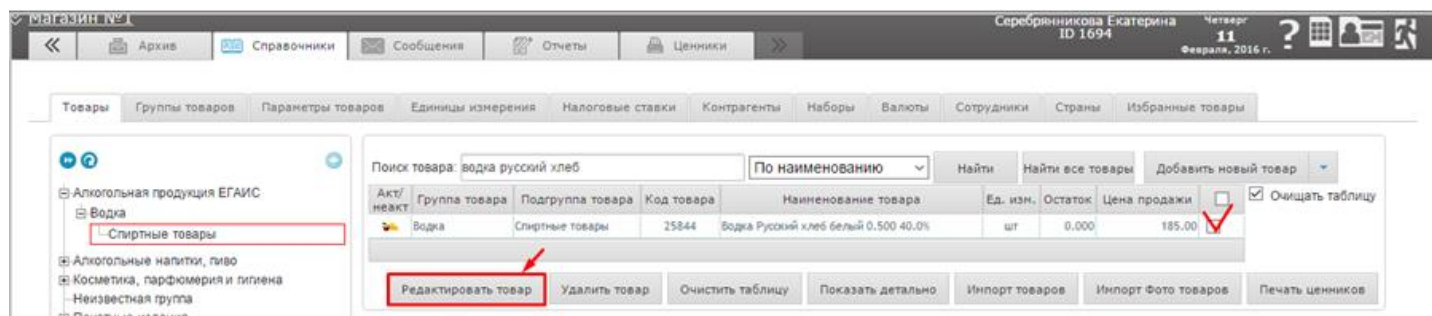 Магазин №1
Серебрянникова Екатерина
ID 1694
Четверг
11
Февраля, 2016 г.
Архив Справочники Сообщения Отчеты Ценники
Товары Группы товаров Параметры товаров Единицы измерения Налоговые ставки Контрагенты Наборы Валюты Сотрудники Страны Избранные товары
Поиск товара: водка русский хлеб По наименованию Найти Найти все товары Добавить новый товар
Алкогольная продукция ЕГАИС
Водка
Спиртные товары
Алкогольные напитки, пиво
Косметика, парфюмерия и гигиена
Неизвестная группа
Печатные издания
Акт/неакт Группа товара Подгруппа товара Код товара Наименование товара Ед. изм. Остаток Цена продажи Очищать таблицу
Водка Спиртные товары 25844 Водка Русский хлеб белый 0.500 40.0% шт 0.000 185.00
Редактировать товар Удалить товар Очистить таблицу Показать детально Импорт товаров Импорт Фото товаров Печать ценников